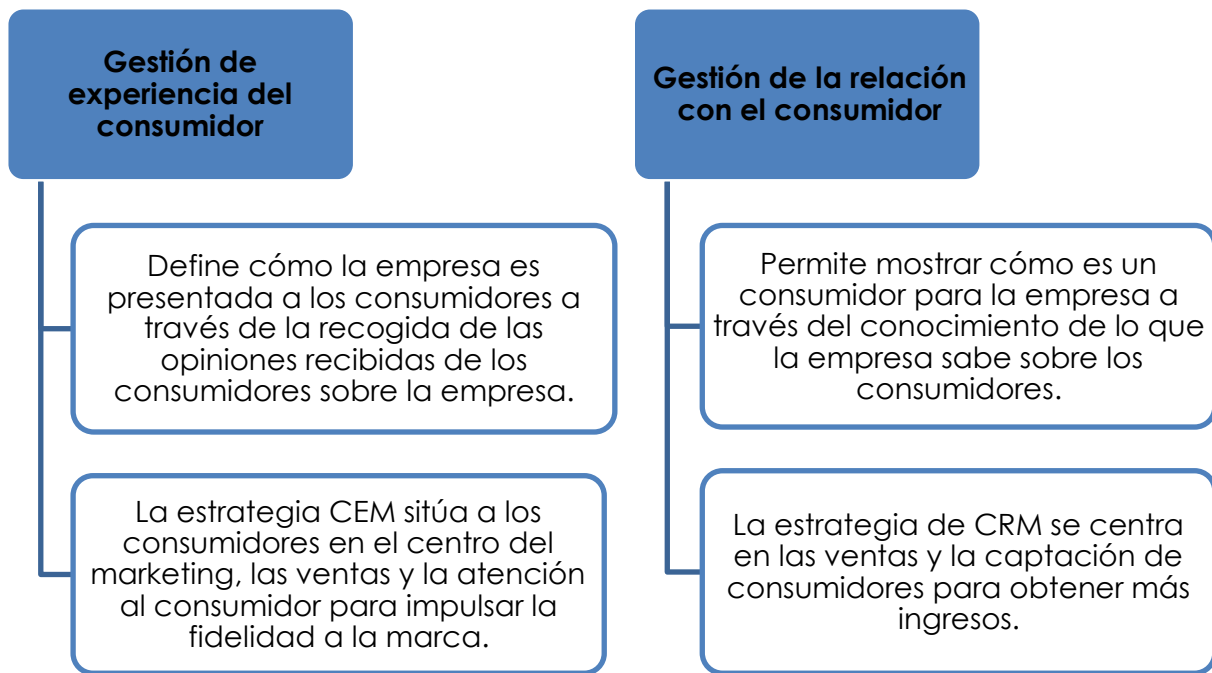 Gestión de
experiencia del
consumidor
Define cómo la empresa es
presentada a los consumidores a
través de la recogida de las
opiniones recibidas de los
consumidores sobre la empresa.
La estrategia CEM sitúa a los
consumidores en el centro del
marketing, las ventas y la atención
al consumidor para impulsar la
fidelidad a la marca.
Gestión de la relación
con el consumidor
Permite mostrar cómo es un
consumidor para la empresa a
través del conocimiento de lo que
la empresa sabe sobre los
consumidores.
La estrategia de CRM se centra
en las ventas y la captación de
consumidores para obtener más
ingresos.